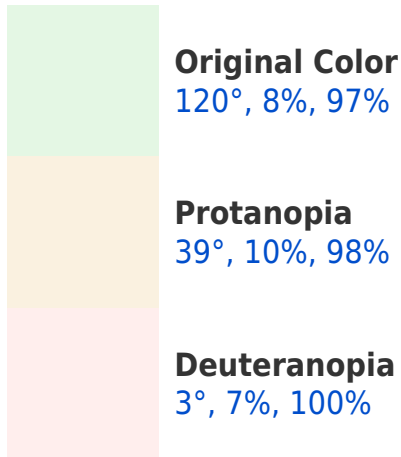 Original Color
120°, 8%, 97%
Protanopia
39°, 10%, 98%
Deuteranopia
3°, 7%, 100%